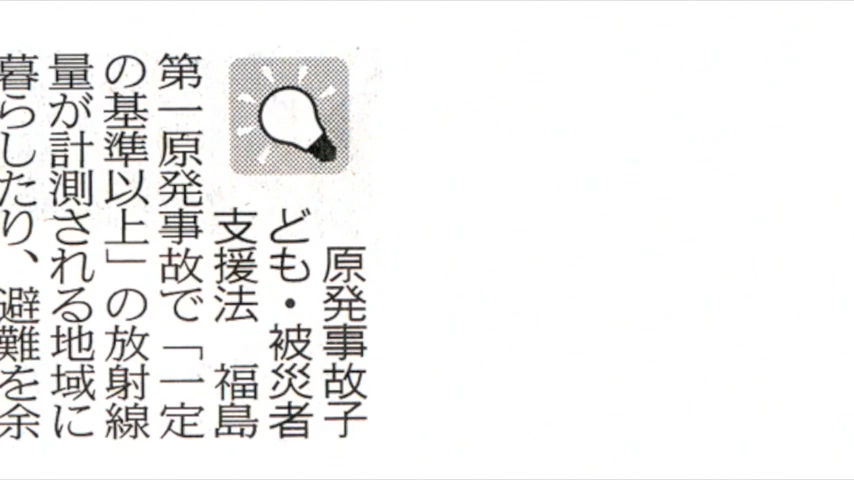 原発事故子
ども・被災者
支援法　福島
第一原発事故で「一定
の基準以上」の放射線
量が計測される地域に
暮らしたり、避難を余